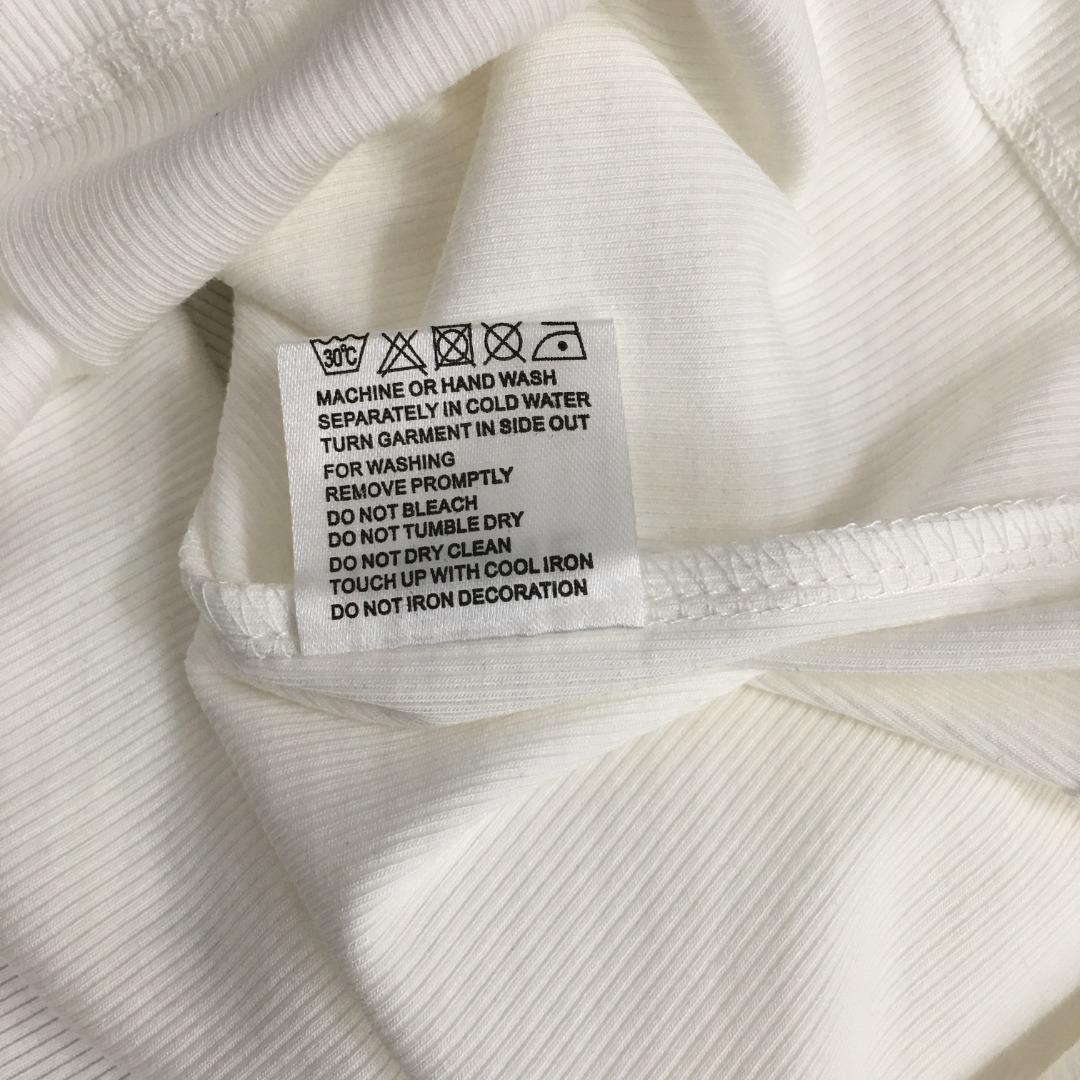 30°C
MACHINE OR HAND WASH
SEPARATELY IN COLD WATER
TURN GARMENT IN SIDE OUT
FOR WASHING
REMOVE PROMPTLY
DO NOT BLEACH
DO NOT TUMBLE DRY
DO NOT DRY CLEAN
TOUCH UP WITH COOL IRON
DO NOT IRON DECORATION